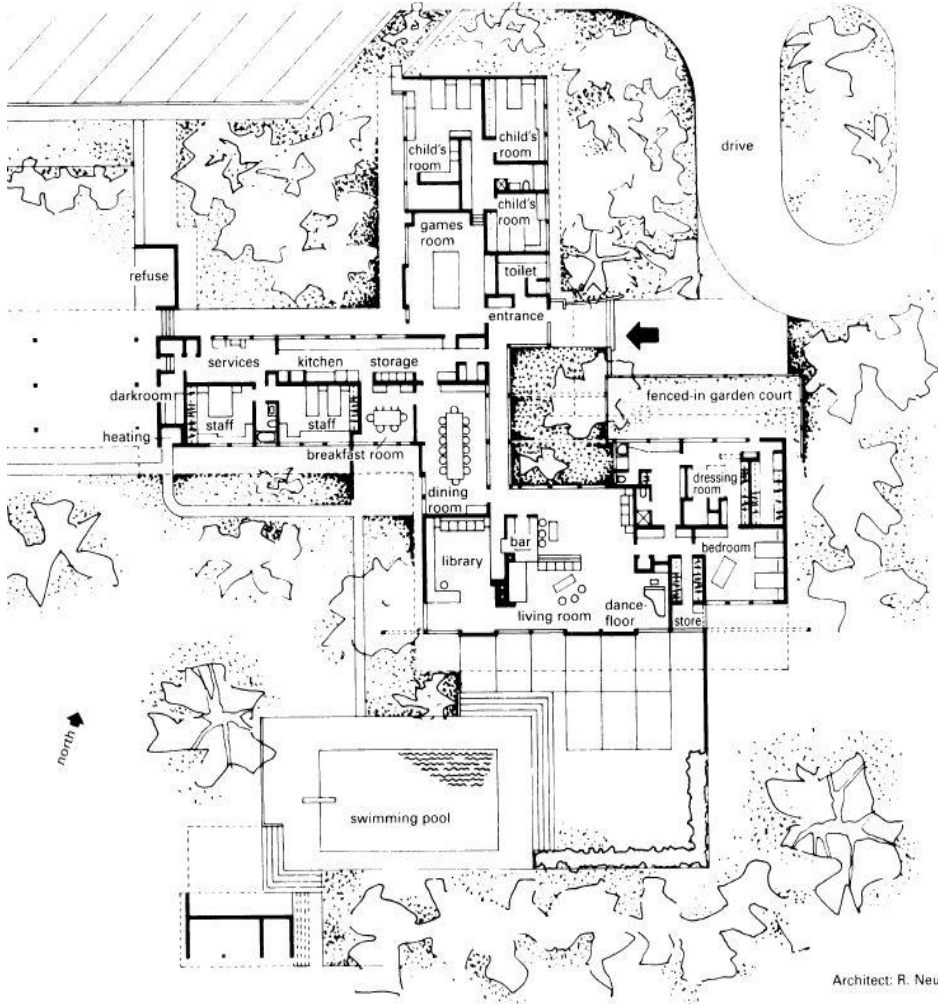 child's
room
child's
room
drive
child's
room
games
room
refuse
toilet
entrance
services
kitchen
storage
darkroom
fenced-in garden court
staff
staff
heating
breakfast room
dressing
room
dining
room
bar
bedroom
library
living room
dance-
floor
store
north
swimming pool
Architect: R. Neu